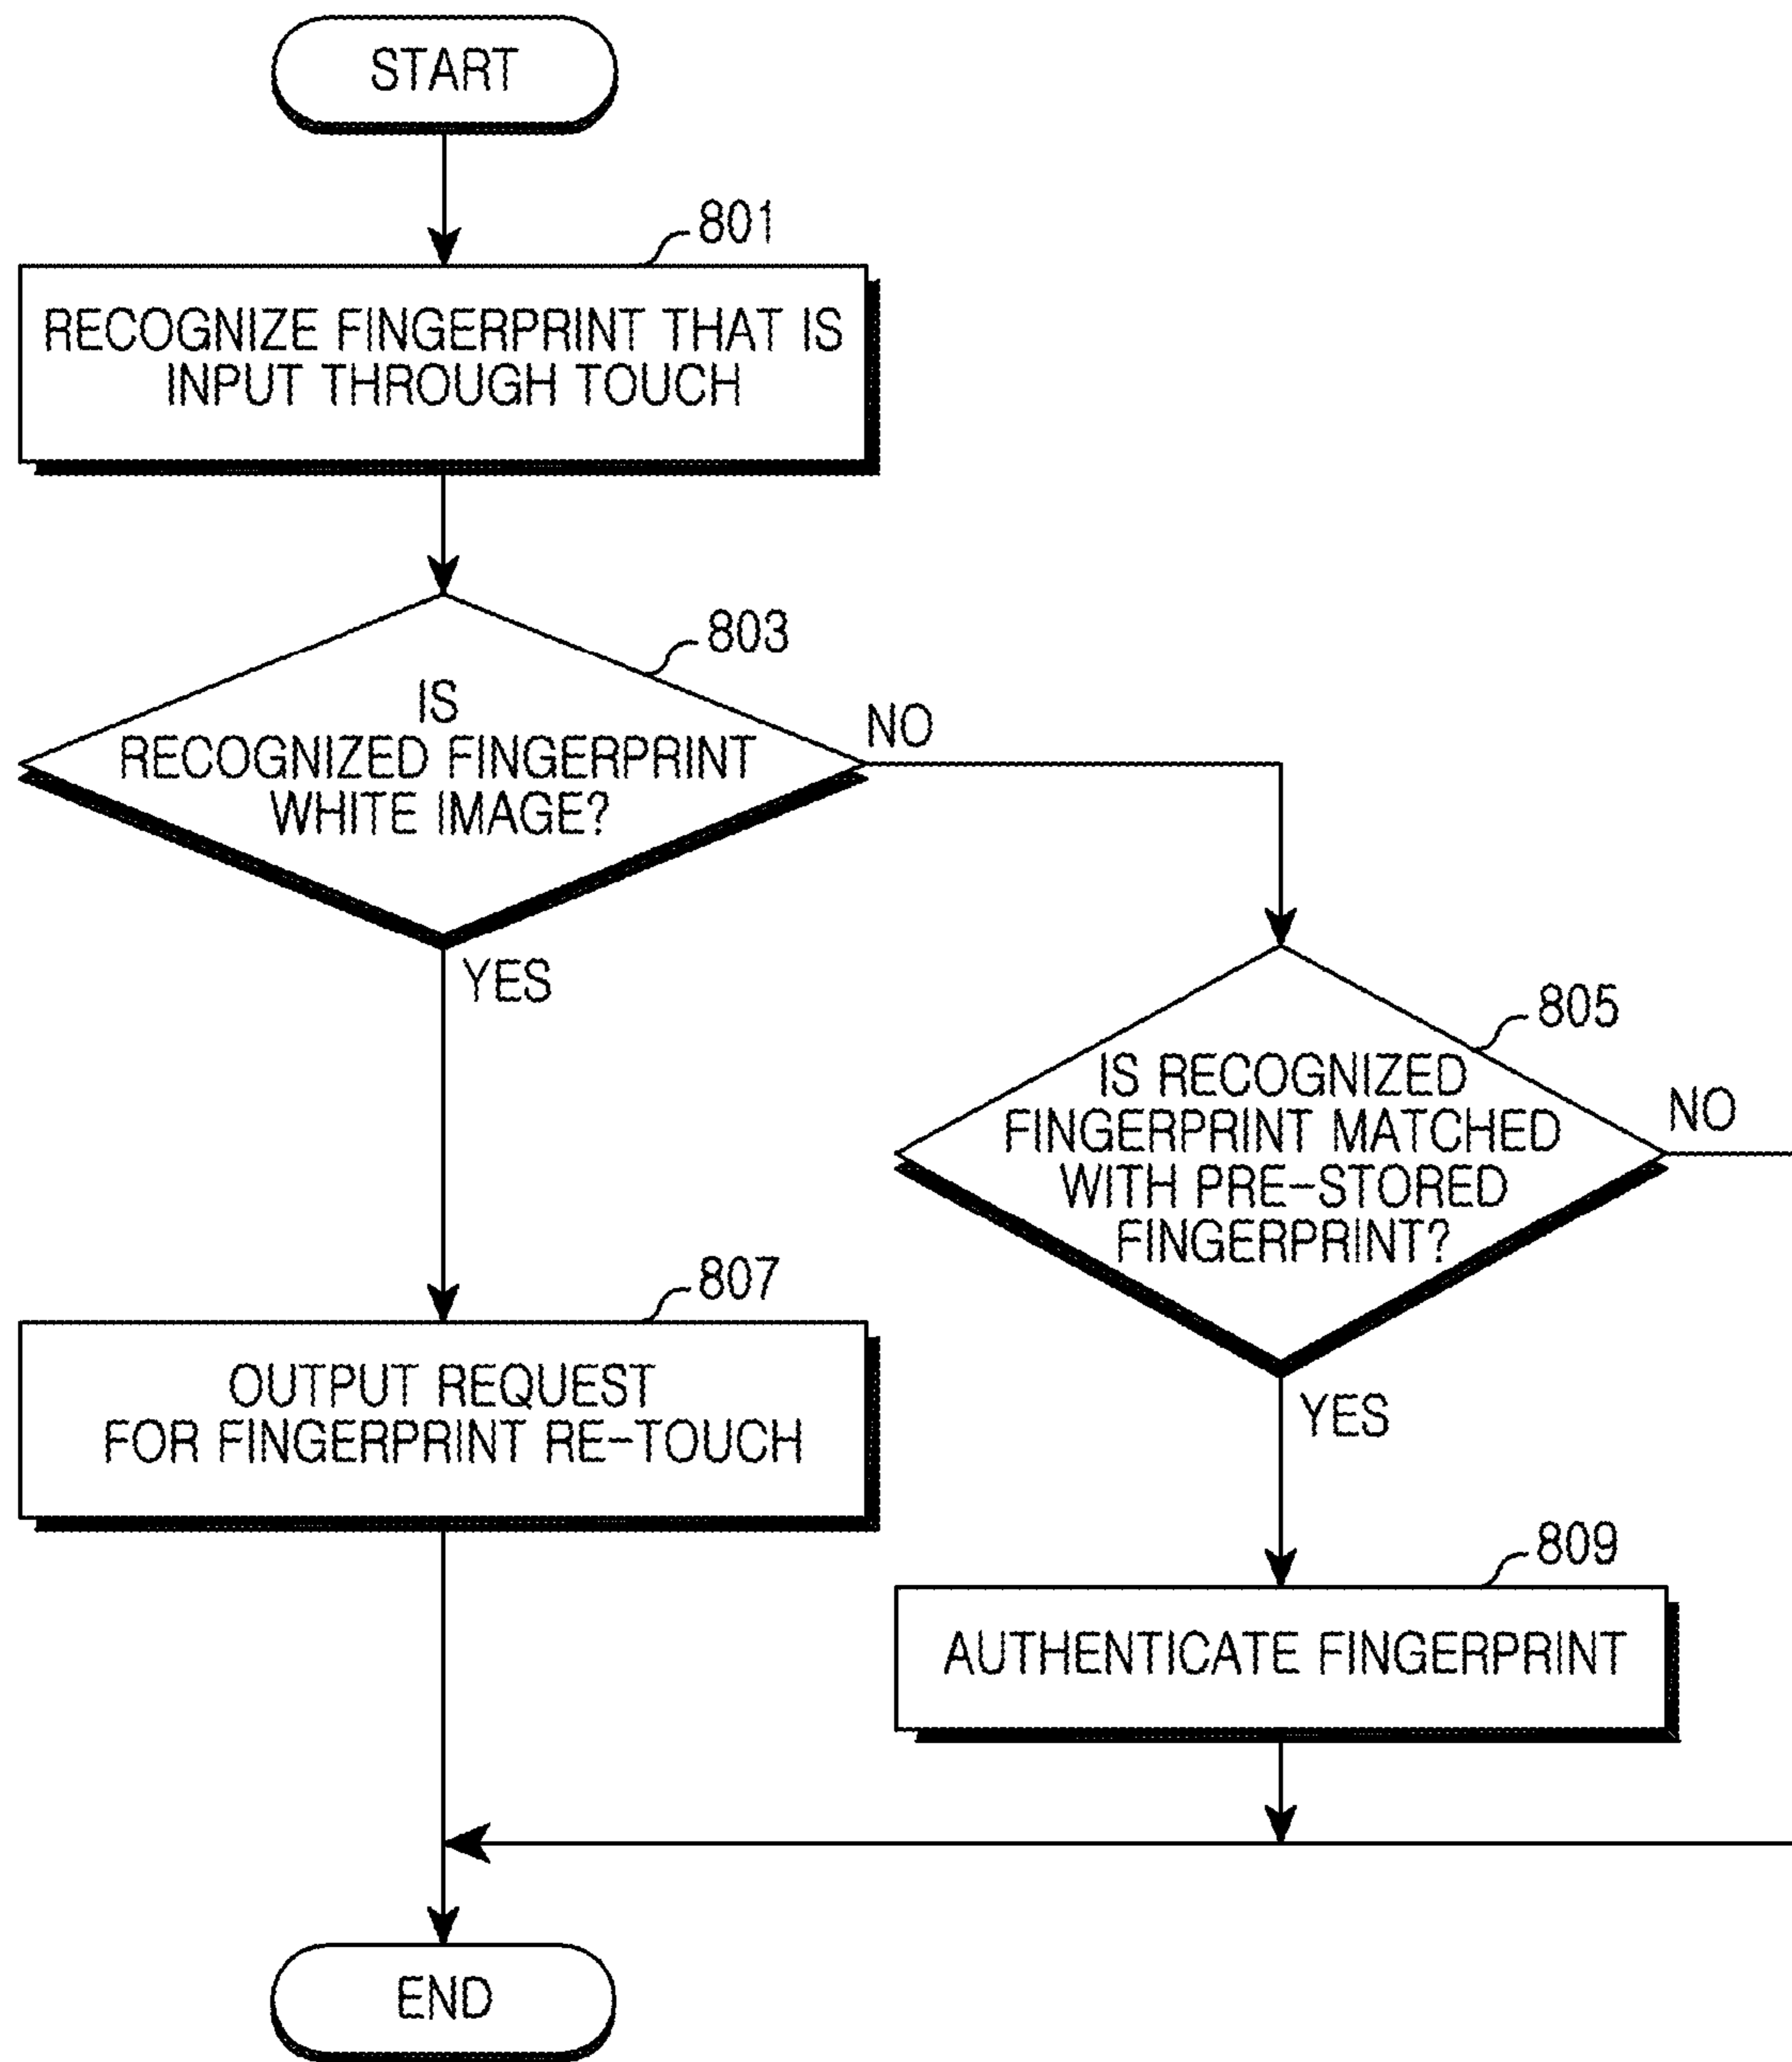 START
801
RECOGNIZE FINGERPRINT THAT IS
INPUT THROUGH TOUCH
803
IS
RECOGNIZED FINGERPRINT
WHITE IMAGE?
NO
YES
805
IS RECOGNIZED
FINGERPRINT MATCHED
WITH PRE-STORED
FINGERPRINT?
NO
YES
807
OUTPUT REQUEST
FOR FINGERPRINT RE-TOUCH
809
AUTHENTICATE FINGERPRINT
END